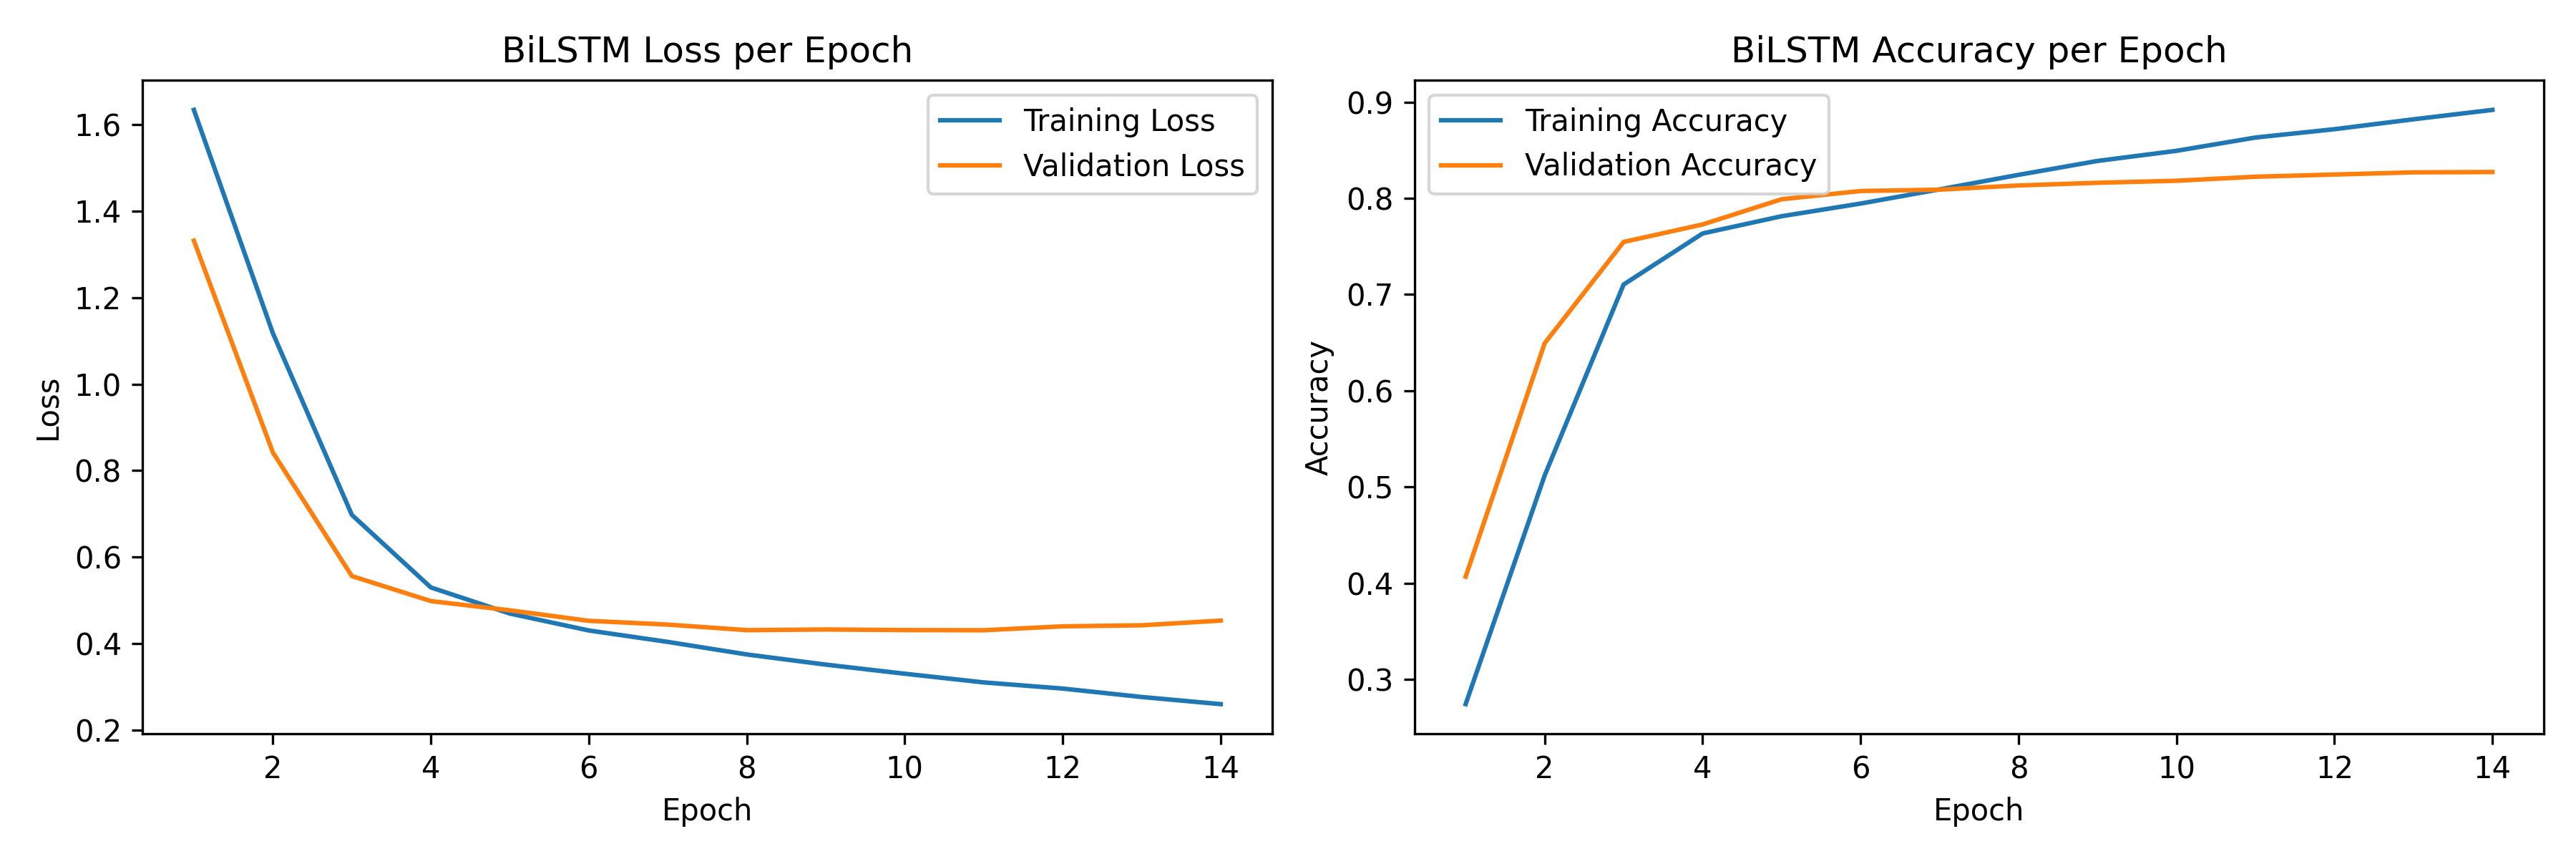 BiLSTM Loss per Epoch
Training Loss
Validation Loss
1.6
1.4
1.2
1.0
0.8
0.6
0.4
0.2
Loss
2 4 6 8 10 12 14
Epoch
BiLSTM Accuracy per Epoch
Training Accuracy
Validation Accuracy
0.9
0.8
0.7
0.6
0.5
0.4
0.3
Accuracy
2 4 6 8 10 12 14
Epoch